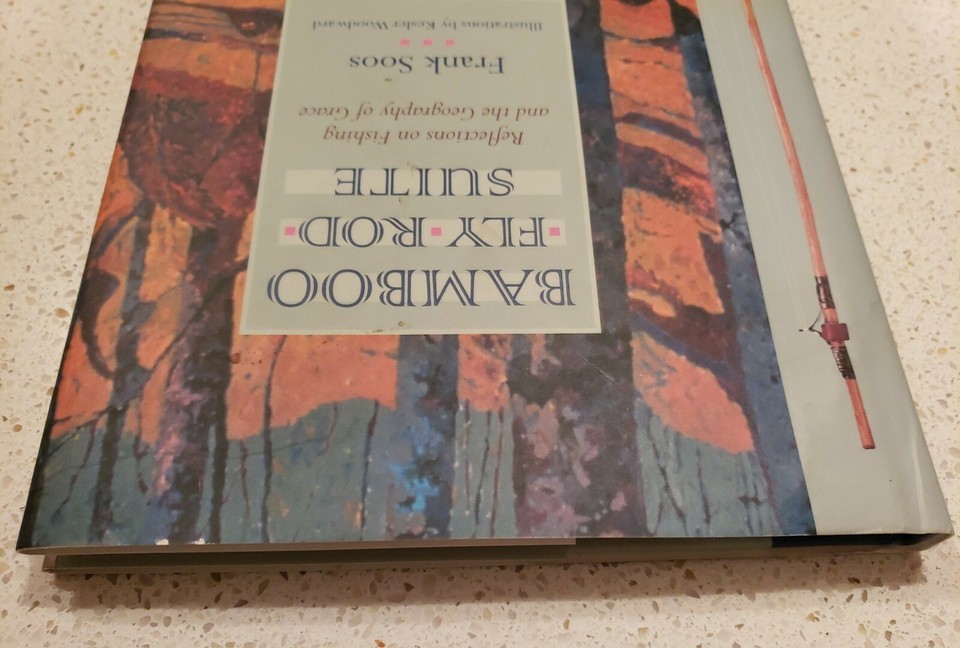 BAMBOO
FLY ROD
SUITE
Reflections on Fishing
and the Geography of Grace
Frank Soos
Illustrations by Kesler Woodward